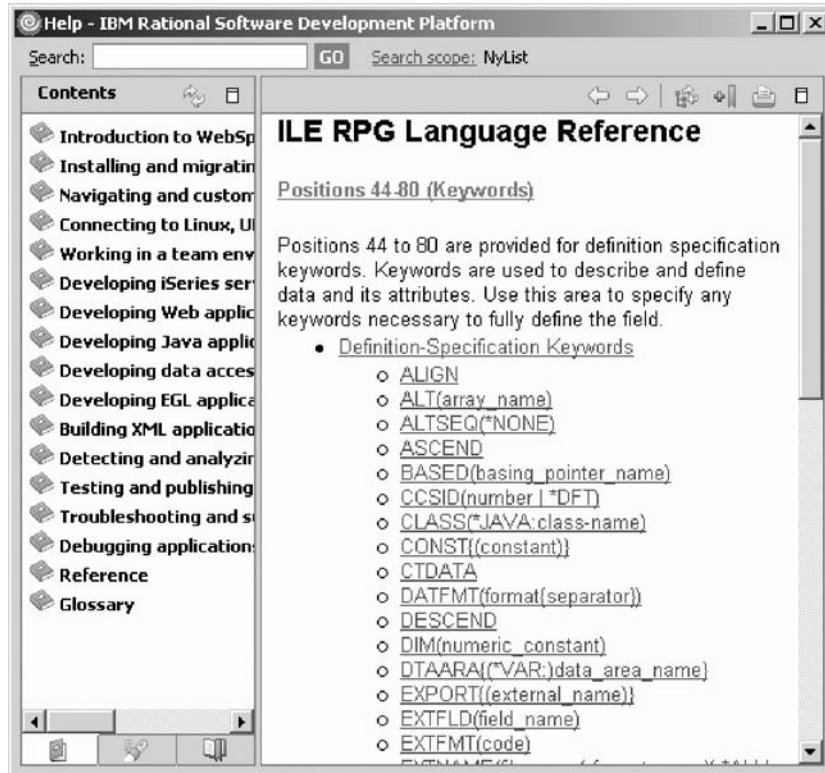 Help - IBM Rational Software Development Platform
Search: GO Search scope: NyList
Contents
Introduction to WebSp
Installing and migratin
Navigating and custom
Connecting to Linux, UI
Working in a team env
Developing iSeries ser
Developing Web applic
Developing Java applic
Developing data acces
Developing EGL applica
Building XML applicatio
Detecting and analyzir
Testing and publishing
Troubleshooting and s
Debugging application
Reference
Glossary
ILE RPG Language Reference
Positions 44-80 (Keywords)
Positions 44 to 80 are provided for definition specification
keywords. Keywords are used to describe and define
data and its attributes. Use this area to specify any
keywords necessary to fully define the field.
Definition-Specification Keywords
ALIGN
ALT(array_name)
ALTSEQ(*NONE)
ASCEND
BASED(basing_pointer_name)
CCSID(number | *DFT)
CLASS(*JAVA:class-name)
CONST{(constant)}
CTDATA
DATFMT(format{separator})
DESCEND
DIM(numeric_constant)
DTAARA{(*VAR:)data_area_name}
EXPORT{(external_name)}
EXTFLD(field_name)
EXTFMT(code)